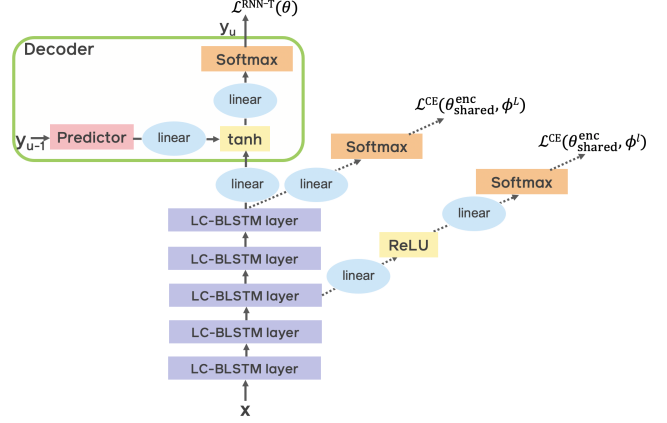 ℒ^RNN-T(θ)
y_u
Decoder
Softmax
linear
ℒ^CE(θ^enc_shared, ϕ^L)
y_u-1
Predictor
linear
tanh
Softmax
ℒ^CE(θ^enc_shared, ϕ^l)
linear
linear
Softmax
LC-BLSTM layer
linear
LC-BLSTM layer
ReLU
linear
LC-BLSTM layer
LC-BLSTM layer
LC-BLSTM layer
x